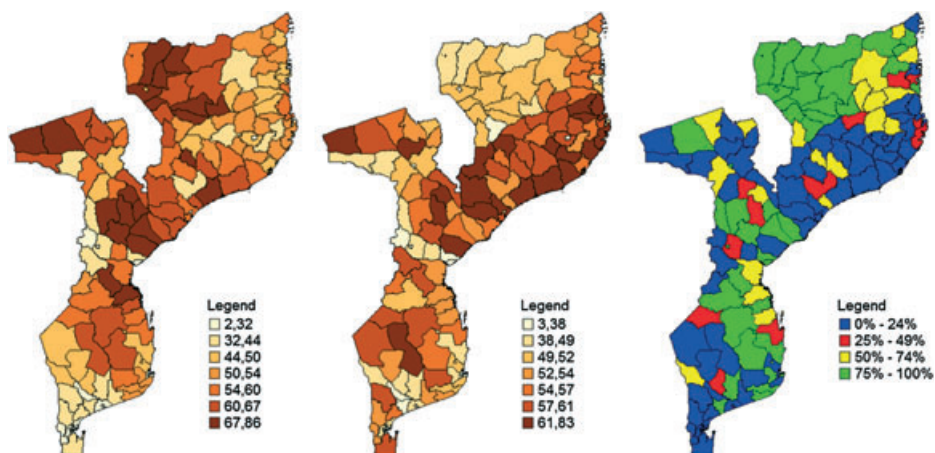 Legend
2,32
32,44
44,50
50,54
54,60
60,67
67,86
Legend
3,38
38,49
49,52
52,54
54,57
57,61
61,83
Legend
0% - 24%
25% - 49%
50% - 74%
75% - 100%